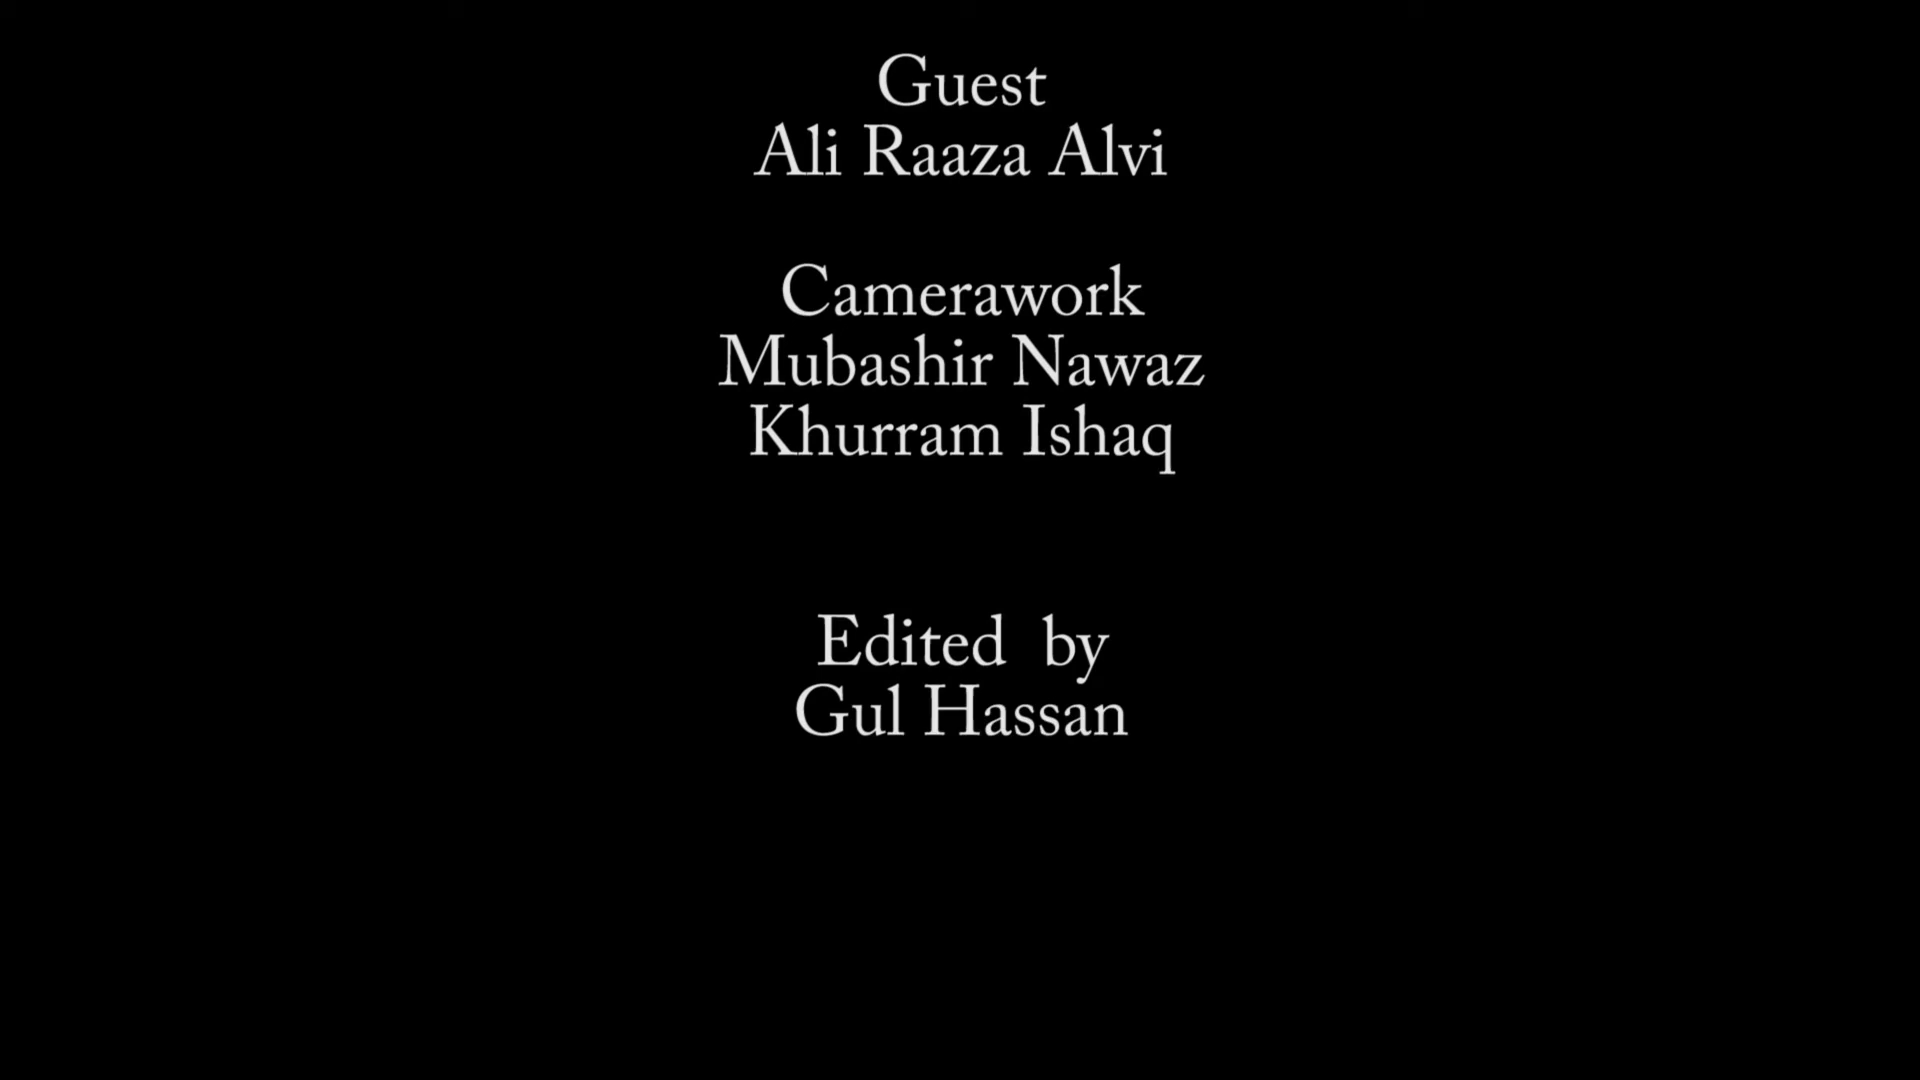 Guest
Ali Raaza Alvi
Camerawork
Mubashir Nawaz
Khurram Ishaq
Edited  by
Gul Hassan